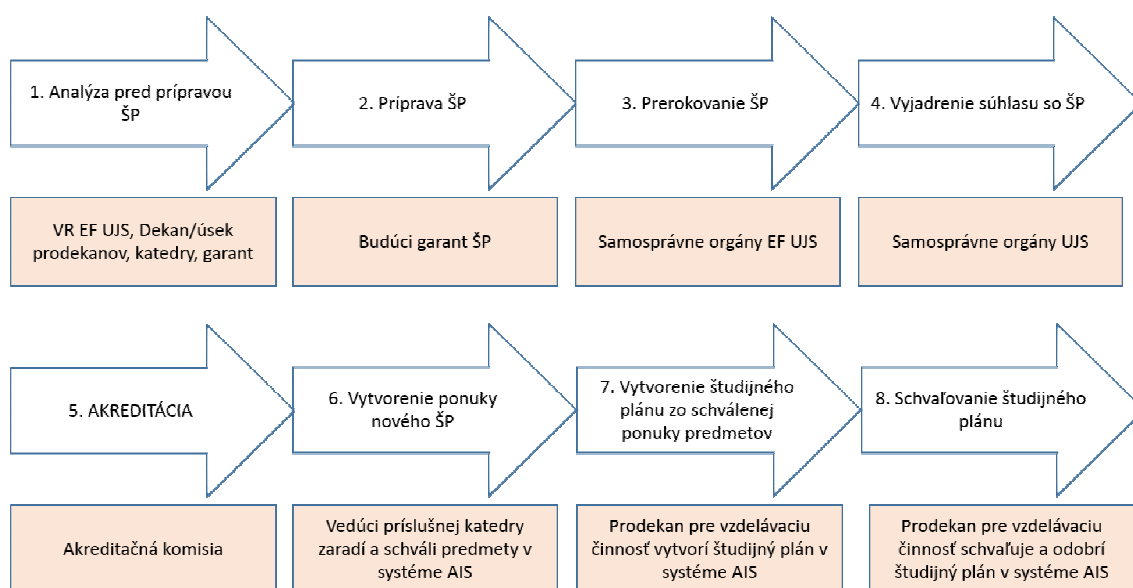 1. Analýza pred prípravou
ŠP
2. Príprava ŠP
3. Prerokovanie ŠP
4. Vyjadrenie súhlasu so ŠP
VR EF UJS, Dekan/úsek
prodekanov, katedry, garant
Budúci garant ŠP
Samosprávne orgány EF UJS
Samosprávne orgány UJS
5. AKREDITÁCIA
6. Vytvorenie ponuky
nového ŠP
7. Vytvorenie študijného
plánu zo schválenej
ponuky predmetov
8. Schvaľovanie študijného
plánu
Akreditačná komisia
Vedúci príslušnej katedry
zaradí a schváli predmety v
systéme AIS
Prodekan pre vzdelávaciu
činnosť vytvorí študijný plán v
systéme AIS
Prodekan pre vzdelávaciu
činnosť schvaľuje a odobrí
študijný plán v systéme AIS